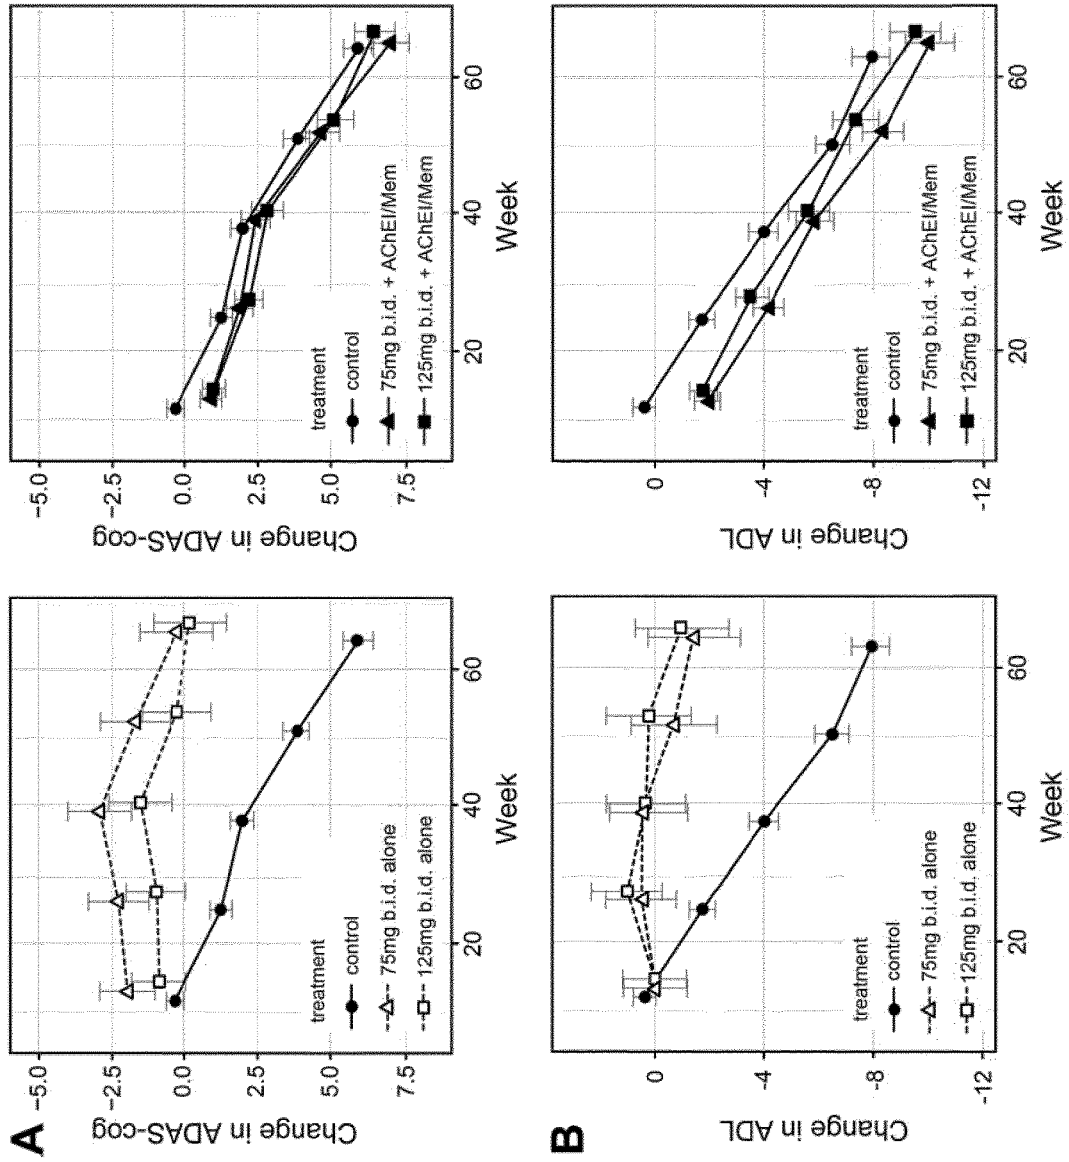 A
Change in ADAS-cog
−5.0
−2.5
0.0
2.5
5.0
7.5
treatment
control
75mg b.i.d. alone
125mg b.i.d. alone
20
40
60
Week
Change in ADAS-cog
−5.0
−2.5
0.0
2.5
5.0
7.5
treatment
control
75mg b.i.d. + AChEI/Mem
125mg b.i.d. + AChEI/Mem
20
40
60
Week
B
Change in ADL
0
-4
-8
-12
treatment
control
75mg b.i.d. alone
125mg b.i.d. alone
20
40
60
Week
Change in ADL
0
-4
-8
-12
treatment
control
75mg b.i.d. + AChEI/Mem
125mg b.i.d. + AChEI/Mem
20
40
60
Week